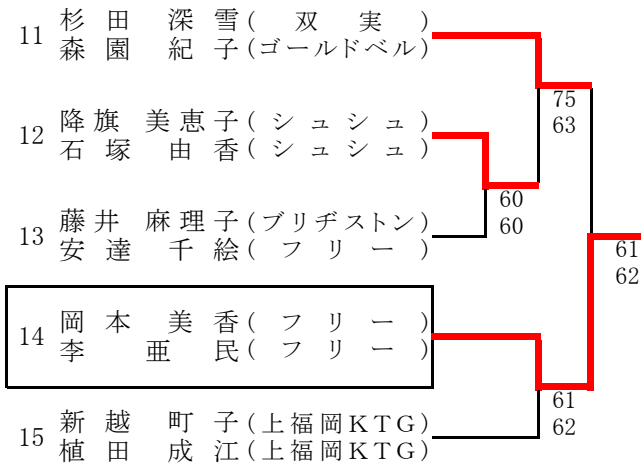 11 杉田 深雪(双実)
森園 紀子(ゴールドベル)
75
63
12 降旗 美恵子(シュシュ)
石塚 由香(シュシュ)
60
60
13 藤井 麻理子(ブリヂストン)
安達 千絵(フリー)
61
62
14 岡本 美香(フリー)
李 亜民(フリー)
61
62
15 新越 町子(上福岡KTG)
植田 成江(上福岡KTG)